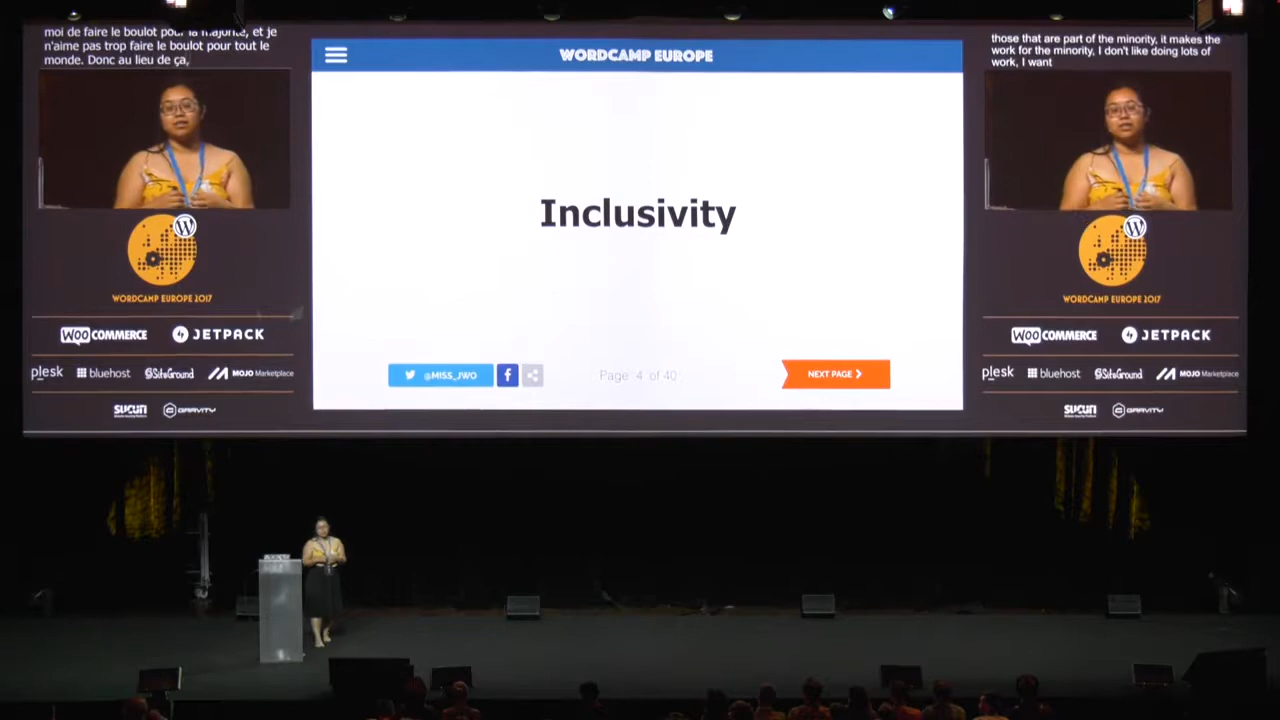 moi de faire le boulot pour la majorité, et je
n'aime pas trop faire le boulot pour tout le
monde. Donc au lieu de ça,
WORDCAMP EUROPE 2017
WOO COMMERCE
JETPACK
plesk
bluehost
SiteGround
MOJO Marketplace
SUCURI
GRAVITY
WORDCAMP EUROPE
Inclusivity
@MISS_JWO
Page 4 of 40
NEXT PAGE
those that are part of the minority, it makes the
work for the minority, I don't like doing lots of
work, I want
WORDCAMP EUROPE 2017
WOO COMMERCE
JETPACK
plesk
bluehost
SiteGround
MOJO Marketplace
SUCURI
GRAVITY